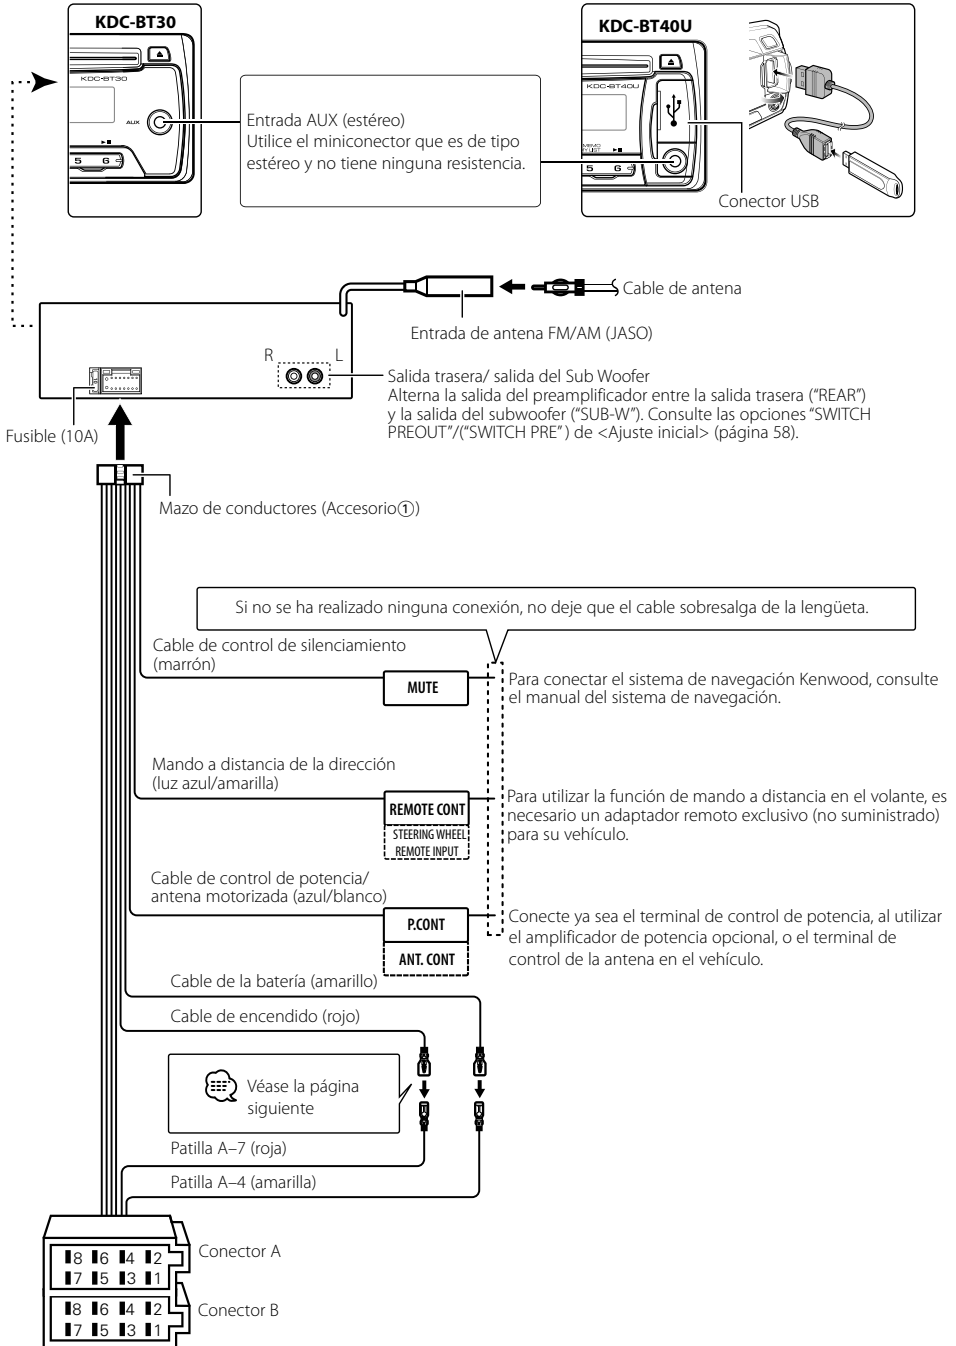 KDC-BT30
KDC-BT40U
KDC-BT30
AUX
5 6
Entrada AUX (estéreo)
Utilice el miniconector que es de tipo
estéreo y no tiene ninguna resistencia.
KDC-BT40U
5 6
Conector USB
Cable de antena
Entrada de antena FM/AM (JASO)
R L
Salida trasera/ salida del Sub Woofer
Alterna la salida del preamplificador entre la salida trasera (“REAR”)
y la salida del subwoofer (“SUB-W”). Consulte las opciones “SWITCH
PREOUT”/(“SWITCH PRE” ) de <Ajuste inicial> (página 58).
Fusible (10A)
Mazo de conductores (Accesorio①)
Si no se ha realizado ninguna conexión, no deje que el cable sobresalga de la lengüeta.
Cable de control de silenciamiento
(marrón)
MUTE
Para conectar el sistema de navegación Kenwood, consulte
el manual del sistema de navegación.
Mando a distancia de la dirección
(luz azul/amarilla)
REMOTE CONT
STEERING WHEEL
REMOTE INPUT
Para utilizar la función de mando a distancia en el volante, es
necesario un adaptador remoto exclusivo (no suministrado)
para su vehículo.
Cable de control de potencia/
antena motorizada (azul/blanco)
P.CONT
ANT. CONT
Conecte ya sea el terminal de control de potencia, al utilizar
el amplificador de potencia opcional, o el terminal de
control de la antena en el vehículo.
Cable de la batería (amarillo)
Cable de encendido (rojo)
Véase la página
siguiente
Patilla A–7 (roja)
Patilla A–4 (amarilla)
8 6 4 2
7 5 3 1
Conector A
8 6 4 2
7 5 3 1
Conector B